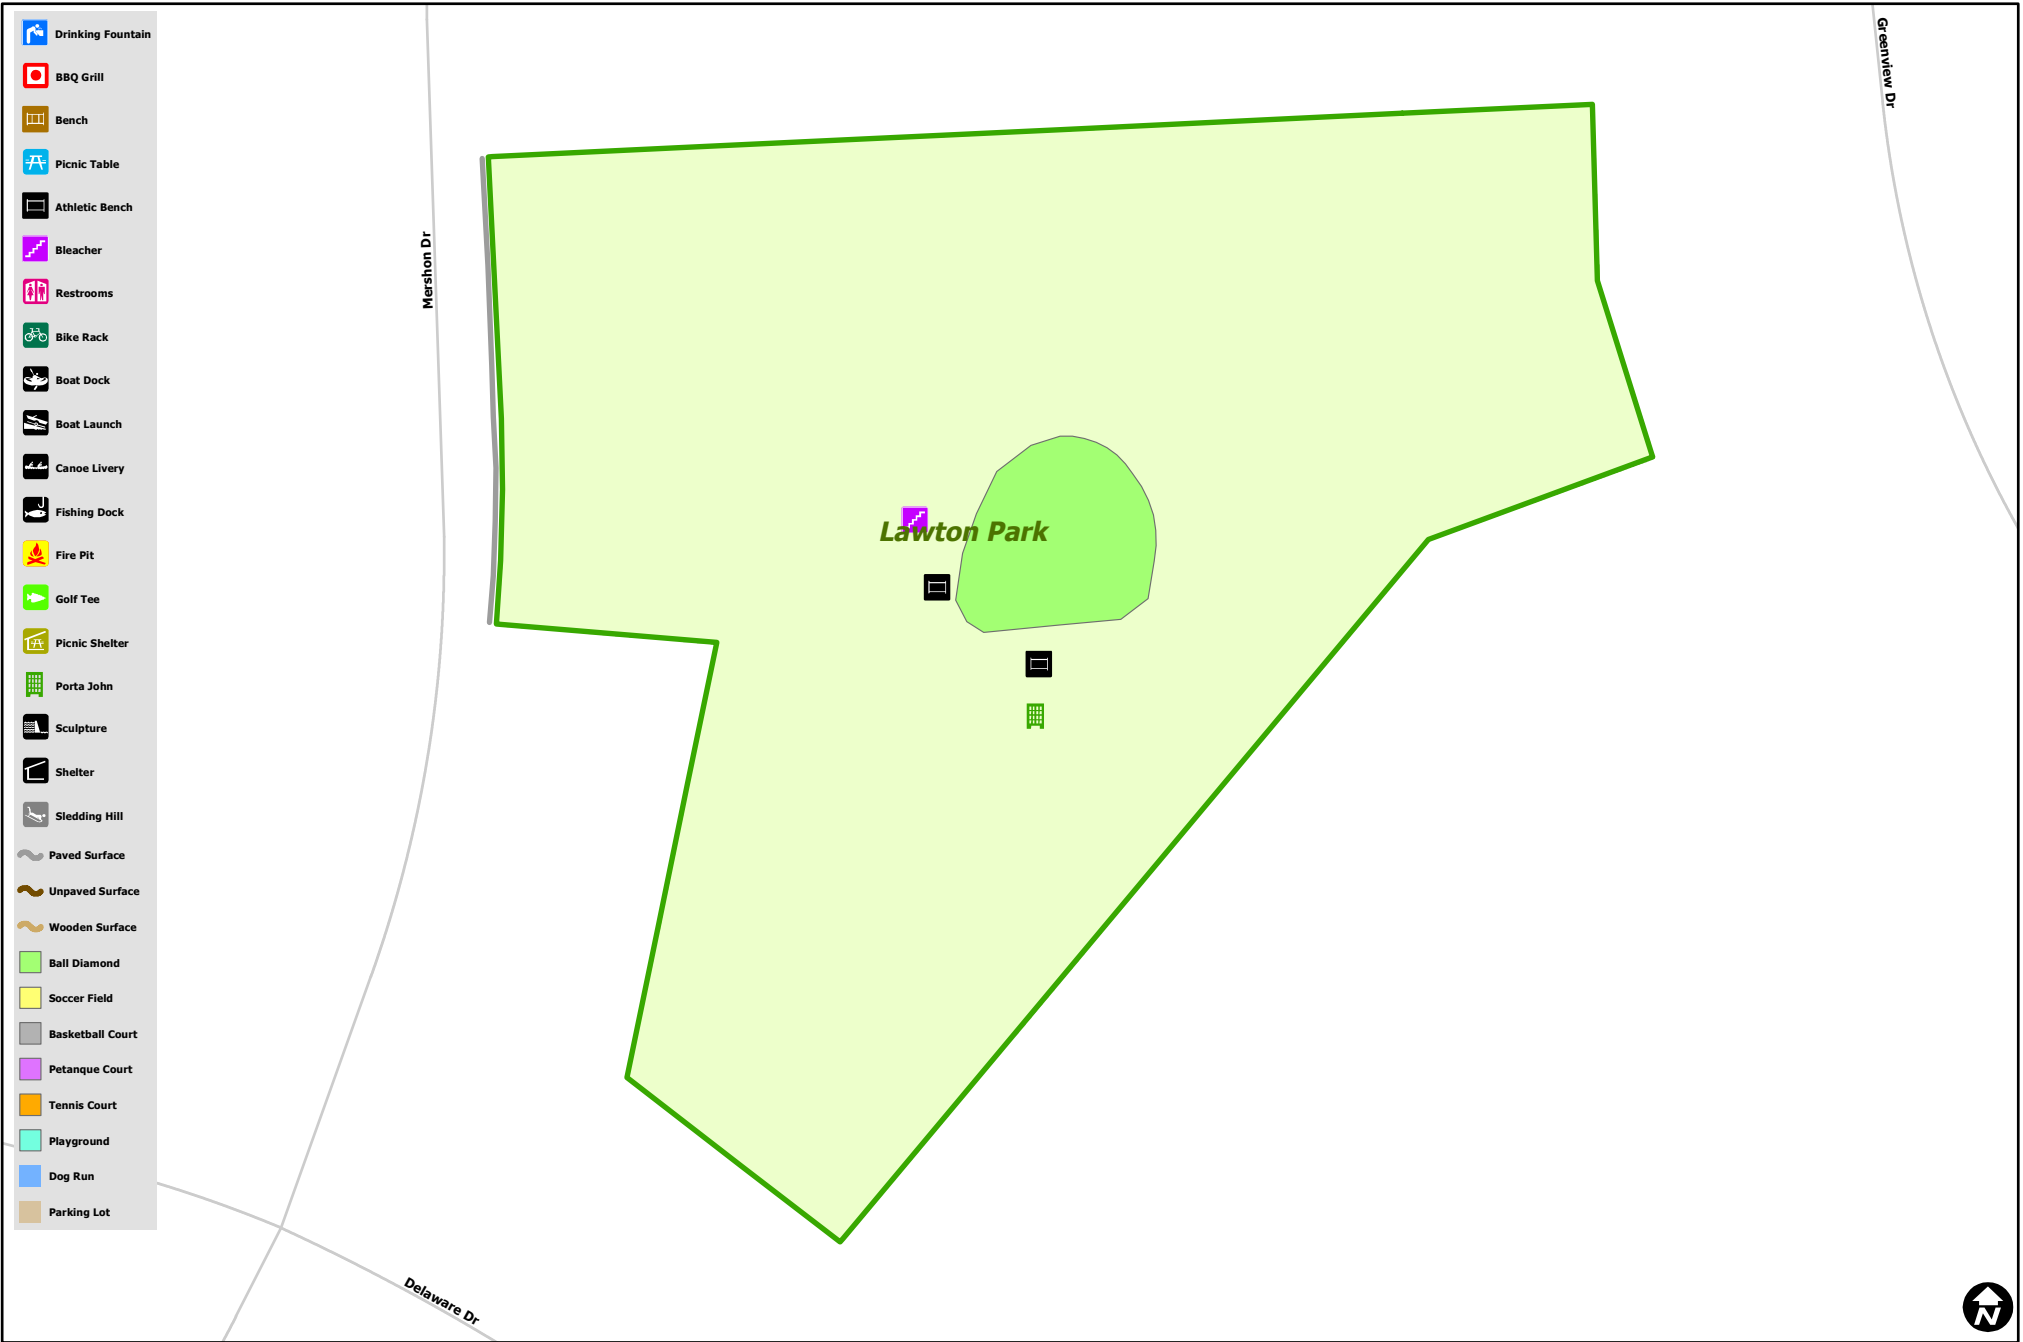 Drinking Fountain
BBQ Grill
Bench
Picnic Table
Athletic Bench
Bleacher
Restrooms
Bike Rack
Boat Dock
Boat Launch
Canoe Livery
Fishing Dock
Fire Pit
Golf Tee
Picnic Shelter
Porta John
Sculpture
Shelter
Sledding Hill
Paved Surface
Unpaved Surface
Wooden Surface
Ball Diamond
Soccer Field
Basketball Court
Petanque Court
Tennis Court
Playground
Dog Run
Parking Lot
Mershon Dr
Greenview Dr
Lawton Park
Delaware Dr
N